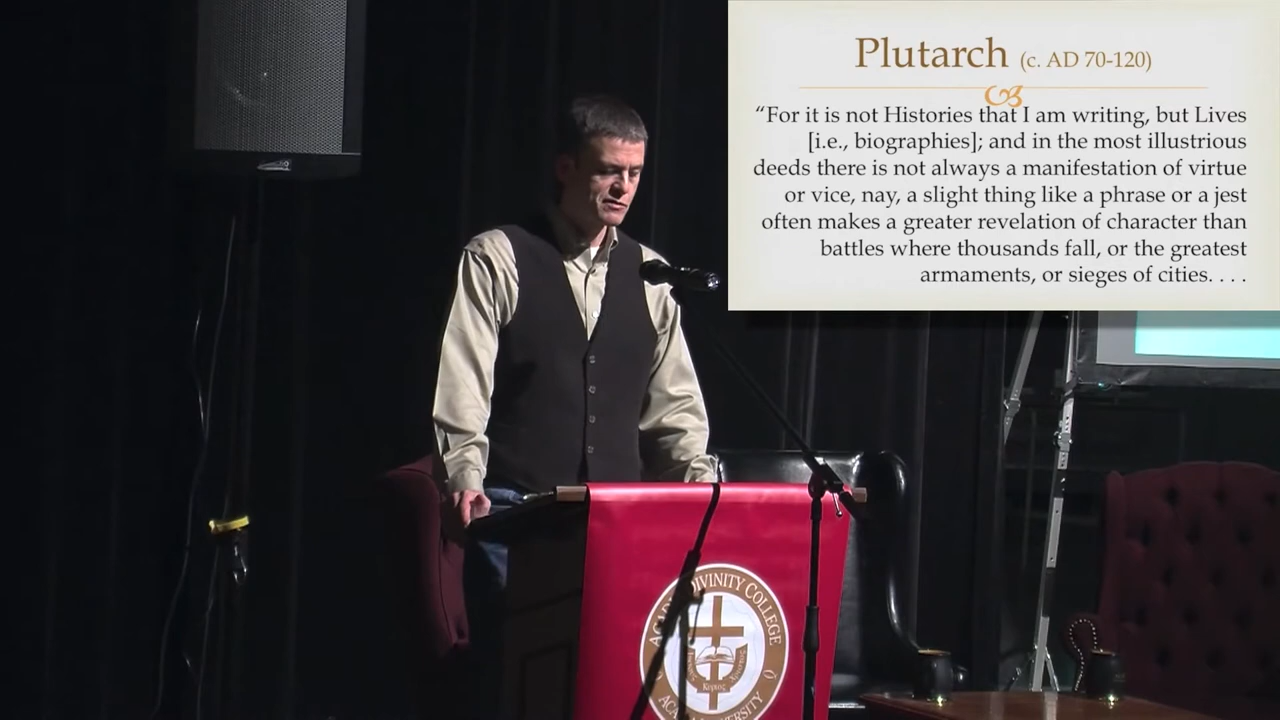 Plutarch (c. AD 70-120)
“For it is not Histories that I am writing, but Lives
[i.e., biographies]; and in the most illustrious
deeds there is not always a manifestation of virtue
or vice, nay, a slight thing like a phrase or a jest
often makes a greater revelation of character than
battles where thousands fall, or the greatest
armaments, or sieges of cities. . . .
DIVINITY COLLEGE